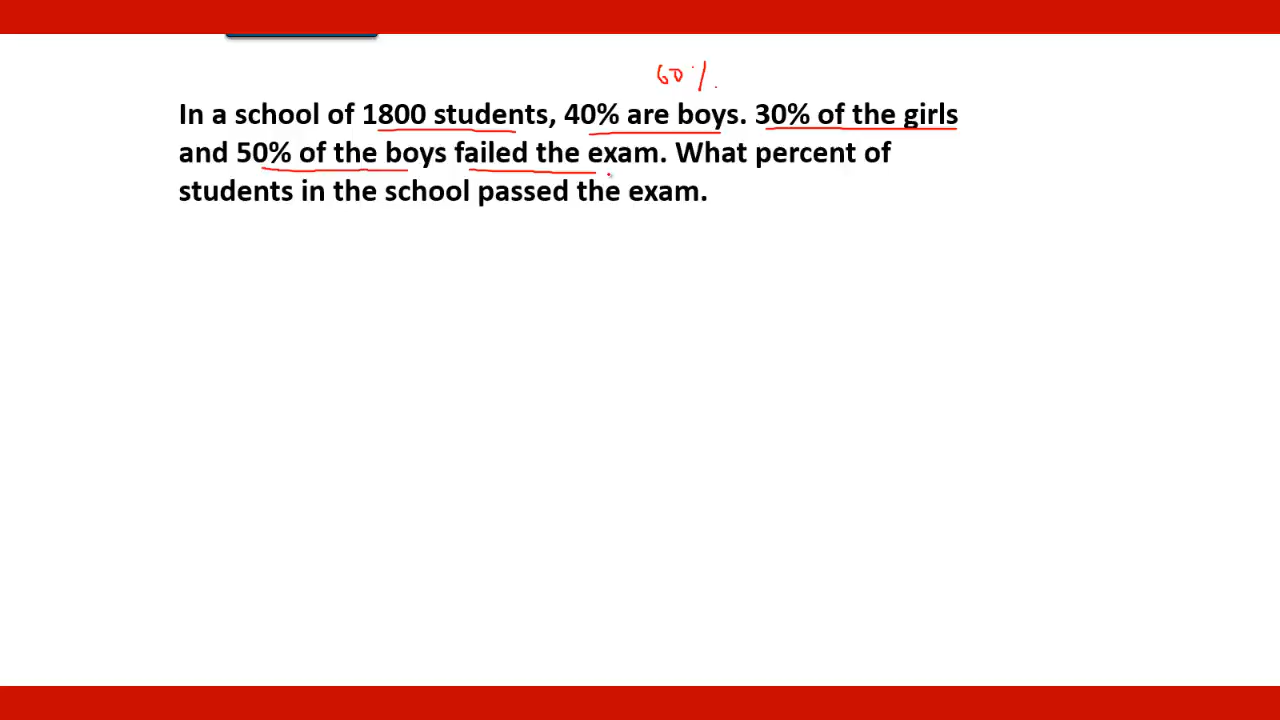 60%
In a school of 1800 students, 40% are boys. 30% of the girls
and 50% of the boys failed the exam. What percent of
students in the school passed the exam.